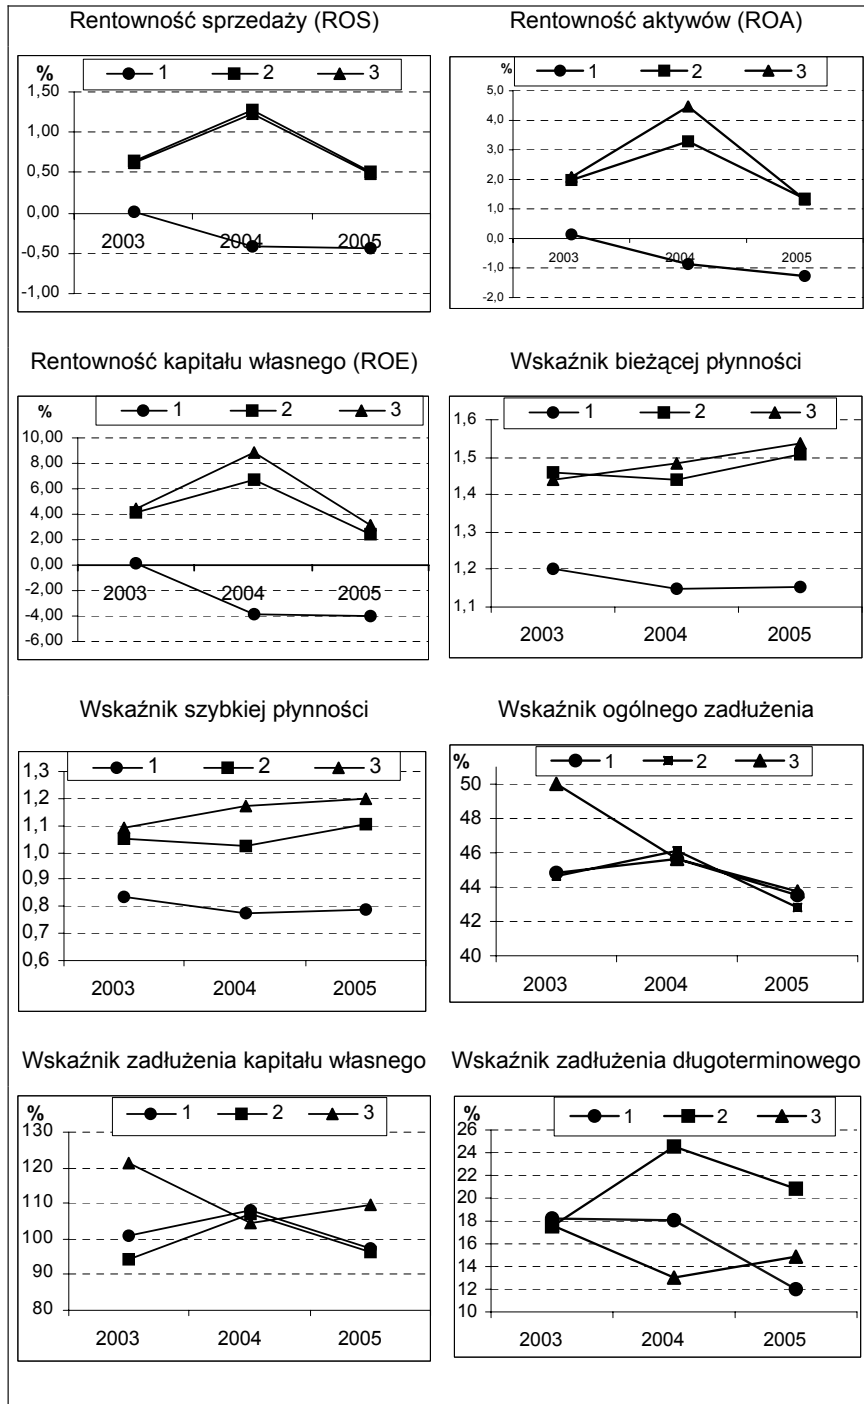 Rentowność sprzedaży (ROS)
%
1 2 3
1,50
1,00
0,50
0,00
-0,50
-1,00
2003 2004 2005
Rentowność aktywów (ROA)
%
1 2 3
5,0
4,0
3,0
2,0
1,0
0,0
-1,0
-2,0
2003 2004 2005
Rentowność kapitału własnego (ROE)
%
1 2 3
10,00
8,00
6,00
4,00
2,00
0,00
-2,00
-4,00
-6,00
2003 2004 2005
Wskaźnik bieżącej płynności
1 2 3
1,6
1,5
1,4
1,3
1,2
1,1
2003 2004 2005
Wskaźnik szybkiej płynności
1 2 3
1,3
1,2
1,1
1,0
0,9
0,8
0,7
0,6
2003 2004 2005
Wskaźnik ogólnego zadłużenia
%
1 2 3
50
48
46
44
42
40
2003 2004 2005
Wskaźnik zadłużenia kapitału własnego
%
1 2 3
130
120
110
100
90
80
2003 2004 2005
Wskaźnik zadłużenia długoterminowego
%
1 2 3
26
24
22
20
18
16
14
12
10
2003 2004 2005